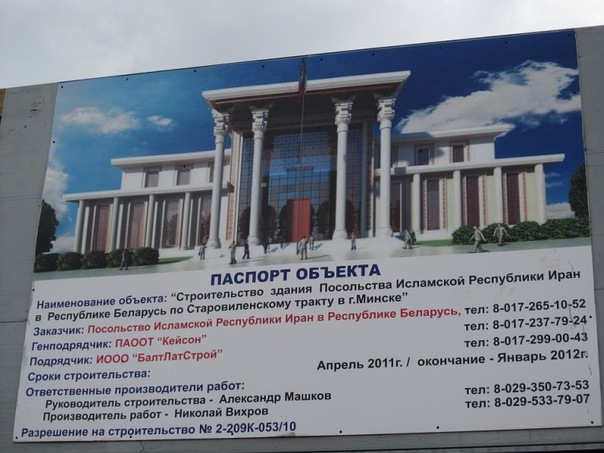 ПАСПОРТ ОБЪЕКТА
Наименование объекта: “Строительство здания Посольства Исламской Республики Иран
в Республике Беларусь по Старовиленскому тракту в г.Минске”
Заказчик: Посольство Исламской Республики Иран в Республике Беларусь, тел: 8-017-265-10-52
Генподрядчик: ПАООТ “Кейсон” тел: 8-017-237-79-24
Подрядчик: ИООО “БалтЛатСтрой” тел: 8-017-299-00-43
Сроки строительства: Апрель 2011г. / окончание - Январь 2012г.
Ответственные производители работ:
Руководитель строительства - Александр Машков тел: 8-029-350-73-53
Производитель работ - Николай Вихров тел: 8-029-533-79-07
Разрешение на строительство № 2-209К-053/10